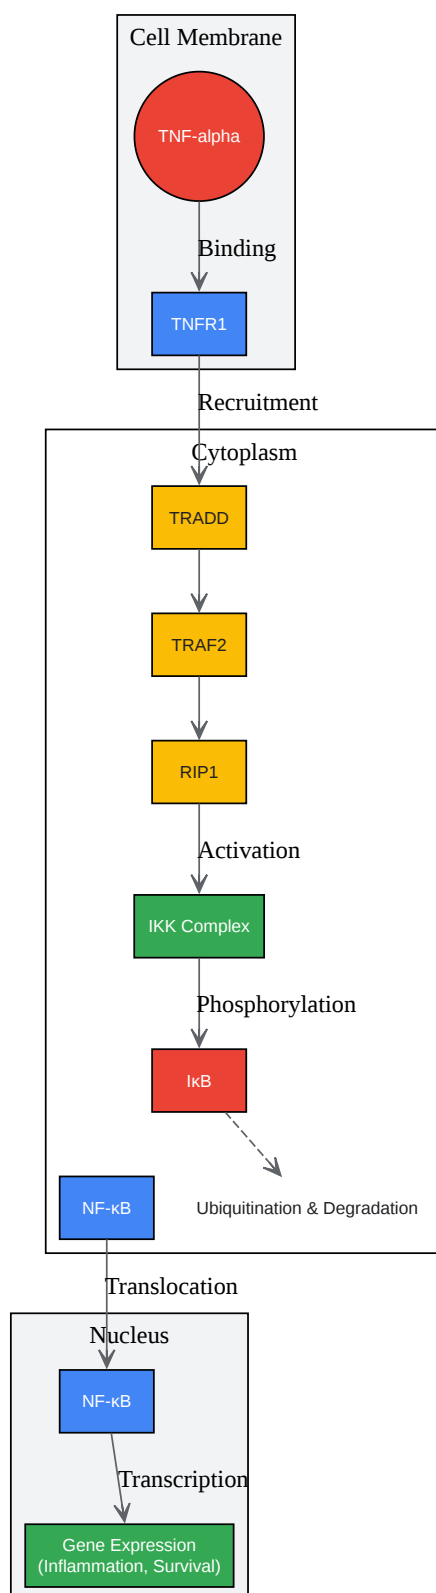 Cell Membrane
TNF-alpha
Binding
TNFR1
Recruitment
Cytoplasm
TRADD
TRAF2
RIP1
Activation
IKK Complex
Phosphorylation
IκB
NF-κB
Ubiquitination & Degradation
Translocation
Nucleus
NF-κB
Transcription
Gene Expression
(Inflammation, Survival)